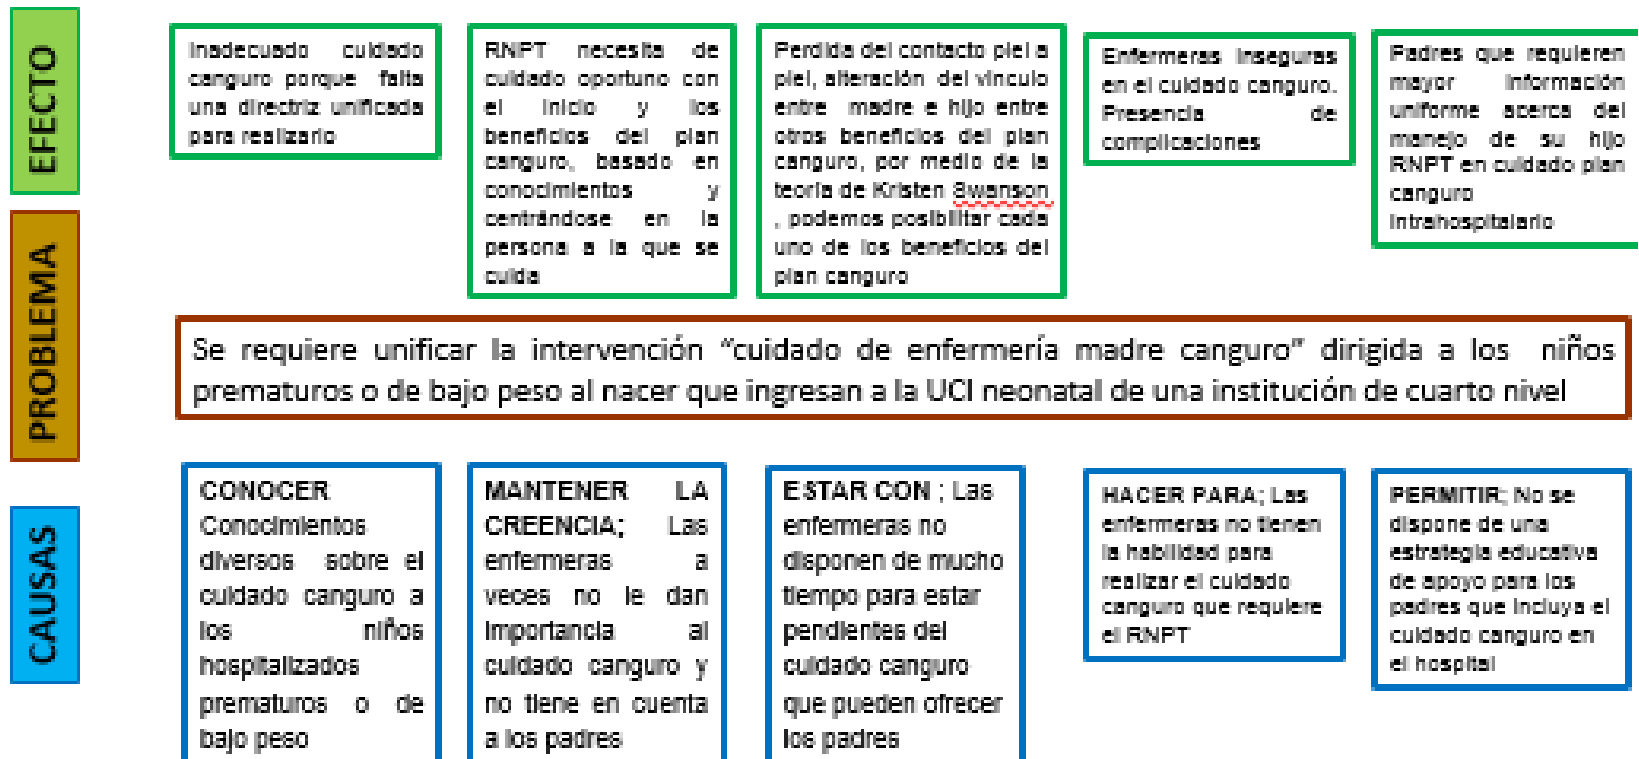 EFECTO
Inadecuado cuidado
canguro porque falta
una directriz unificada
para realizarlo
RNPT necesita de
cuidado oportuno con
el inicio y los
beneficios del plan
canguro, basado en
conocimientos y
centrándose en la
persona a la que se
cuida
Perdida del contacto piel a
piel, alteración del vinculo
entre madre e hijo entre
otros beneficios del plan
canguro, por medio de la
teoría de Kristen Swanson
, podemos posibilitar cada
uno de los beneficios del
plan canguro
Enfermeras inseguras
en el cuidado canguro.
Presencia de
complicaciones
Padres que requieren
mayor información
uniforme acerca del
manejo de su hijo
RNPT en cuidado plan
canguro
intrahospitalario
PROBLEMA
Se requiere unificar la intervención “cuidado de enfermería madre canguro” dirigida a los niños
prematuros o de bajo peso al nacer que ingresan a la UCI neonatal de una institución de cuarto nivel
CAUSAS
CONOCER
Conocimientos
diversos sobre el
cuidado canguro a
los niños
hospitalizados
prematuros o de
bajo peso
MANTENER LA
CREENCIA; Las
enfermeras a
veces no le dan
importancia al
cuidado canguro y
no tiene en cuenta
a los padres
ESTAR CON ; Las
enfermeras no
disponen de mucho
tiempo para estar
pendientes del
cuidado canguro
que pueden ofrecer
los padres
HACER PARA; Las
enfermeras no tienen
la habilidad para
realizar el cuidado
canguro que requiere
el RNPT
PERMITIR; No se
dispone de una
estrategia educativa
de apoyo para los
padres que incluya el
cuidado canguro en
el hospital